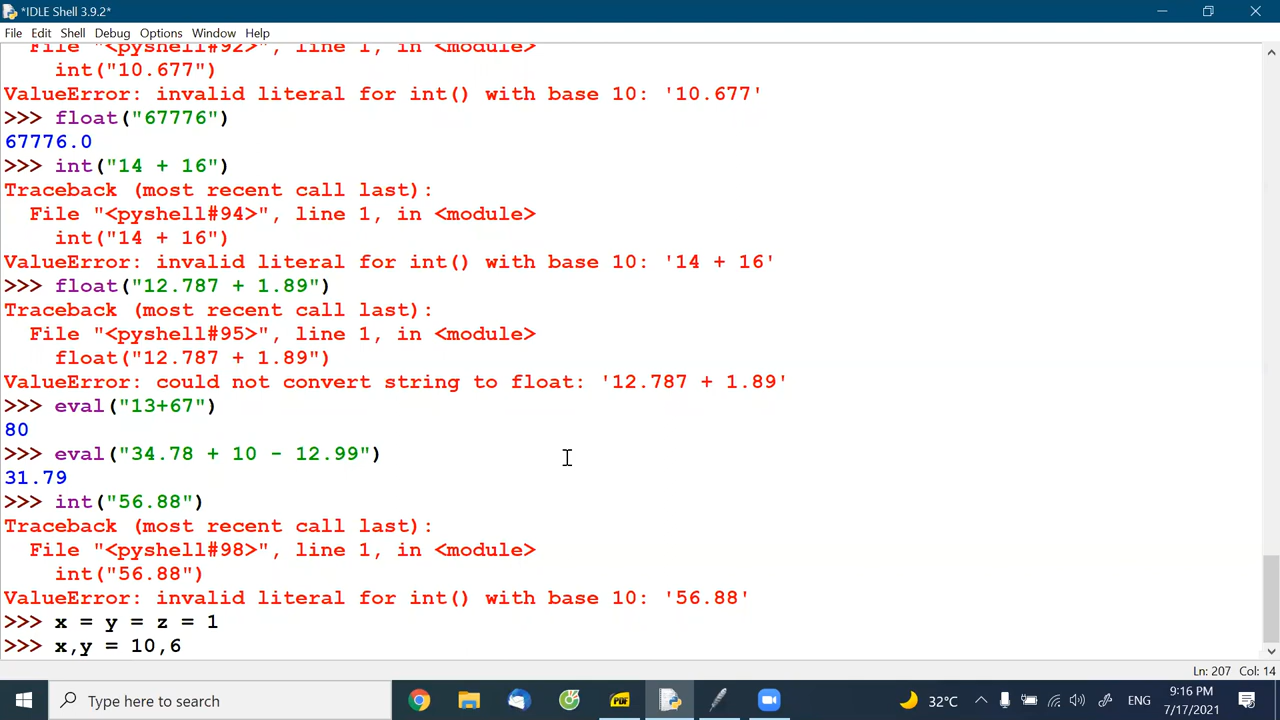 *IDLE Shell 3.9.2*
File Edit Shell Debug Options Window Help
File "<pyshell#92>", line 1, in <module>
int("10.677")
ValueError: invalid literal for int() with base 10: '10.677'
>>> float("67776")
67776.0
>>> int("14 + 16")
Traceback (most recent call last):
File "<pyshell#94>", line 1, in <module>
int("14 + 16")
ValueError: invalid literal for int() with base 10: '14 + 16'
>>> float("12.787 + 1.89")
Traceback (most recent call last):
File "<pyshell#95>", line 1, in <module>
float("12.787 + 1.89")
ValueError: could not convert string to float: '12.787 + 1.89'
>>> eval("13+67")
80
>>> eval("34.78 + 10 - 12.99")
31.79
>>> int("56.88")
Traceback (most recent call last):
File "<pyshell#98>", line 1, in <module>
int("56.88")
ValueError: invalid literal for int() with base 10: '56.88'
>>> x = y = z = 1
>>> x,y = 10,6
Ln: 207 Col: 14
Type here to search
PDF
32°C
ENG
9:16 PM
7/17/2021